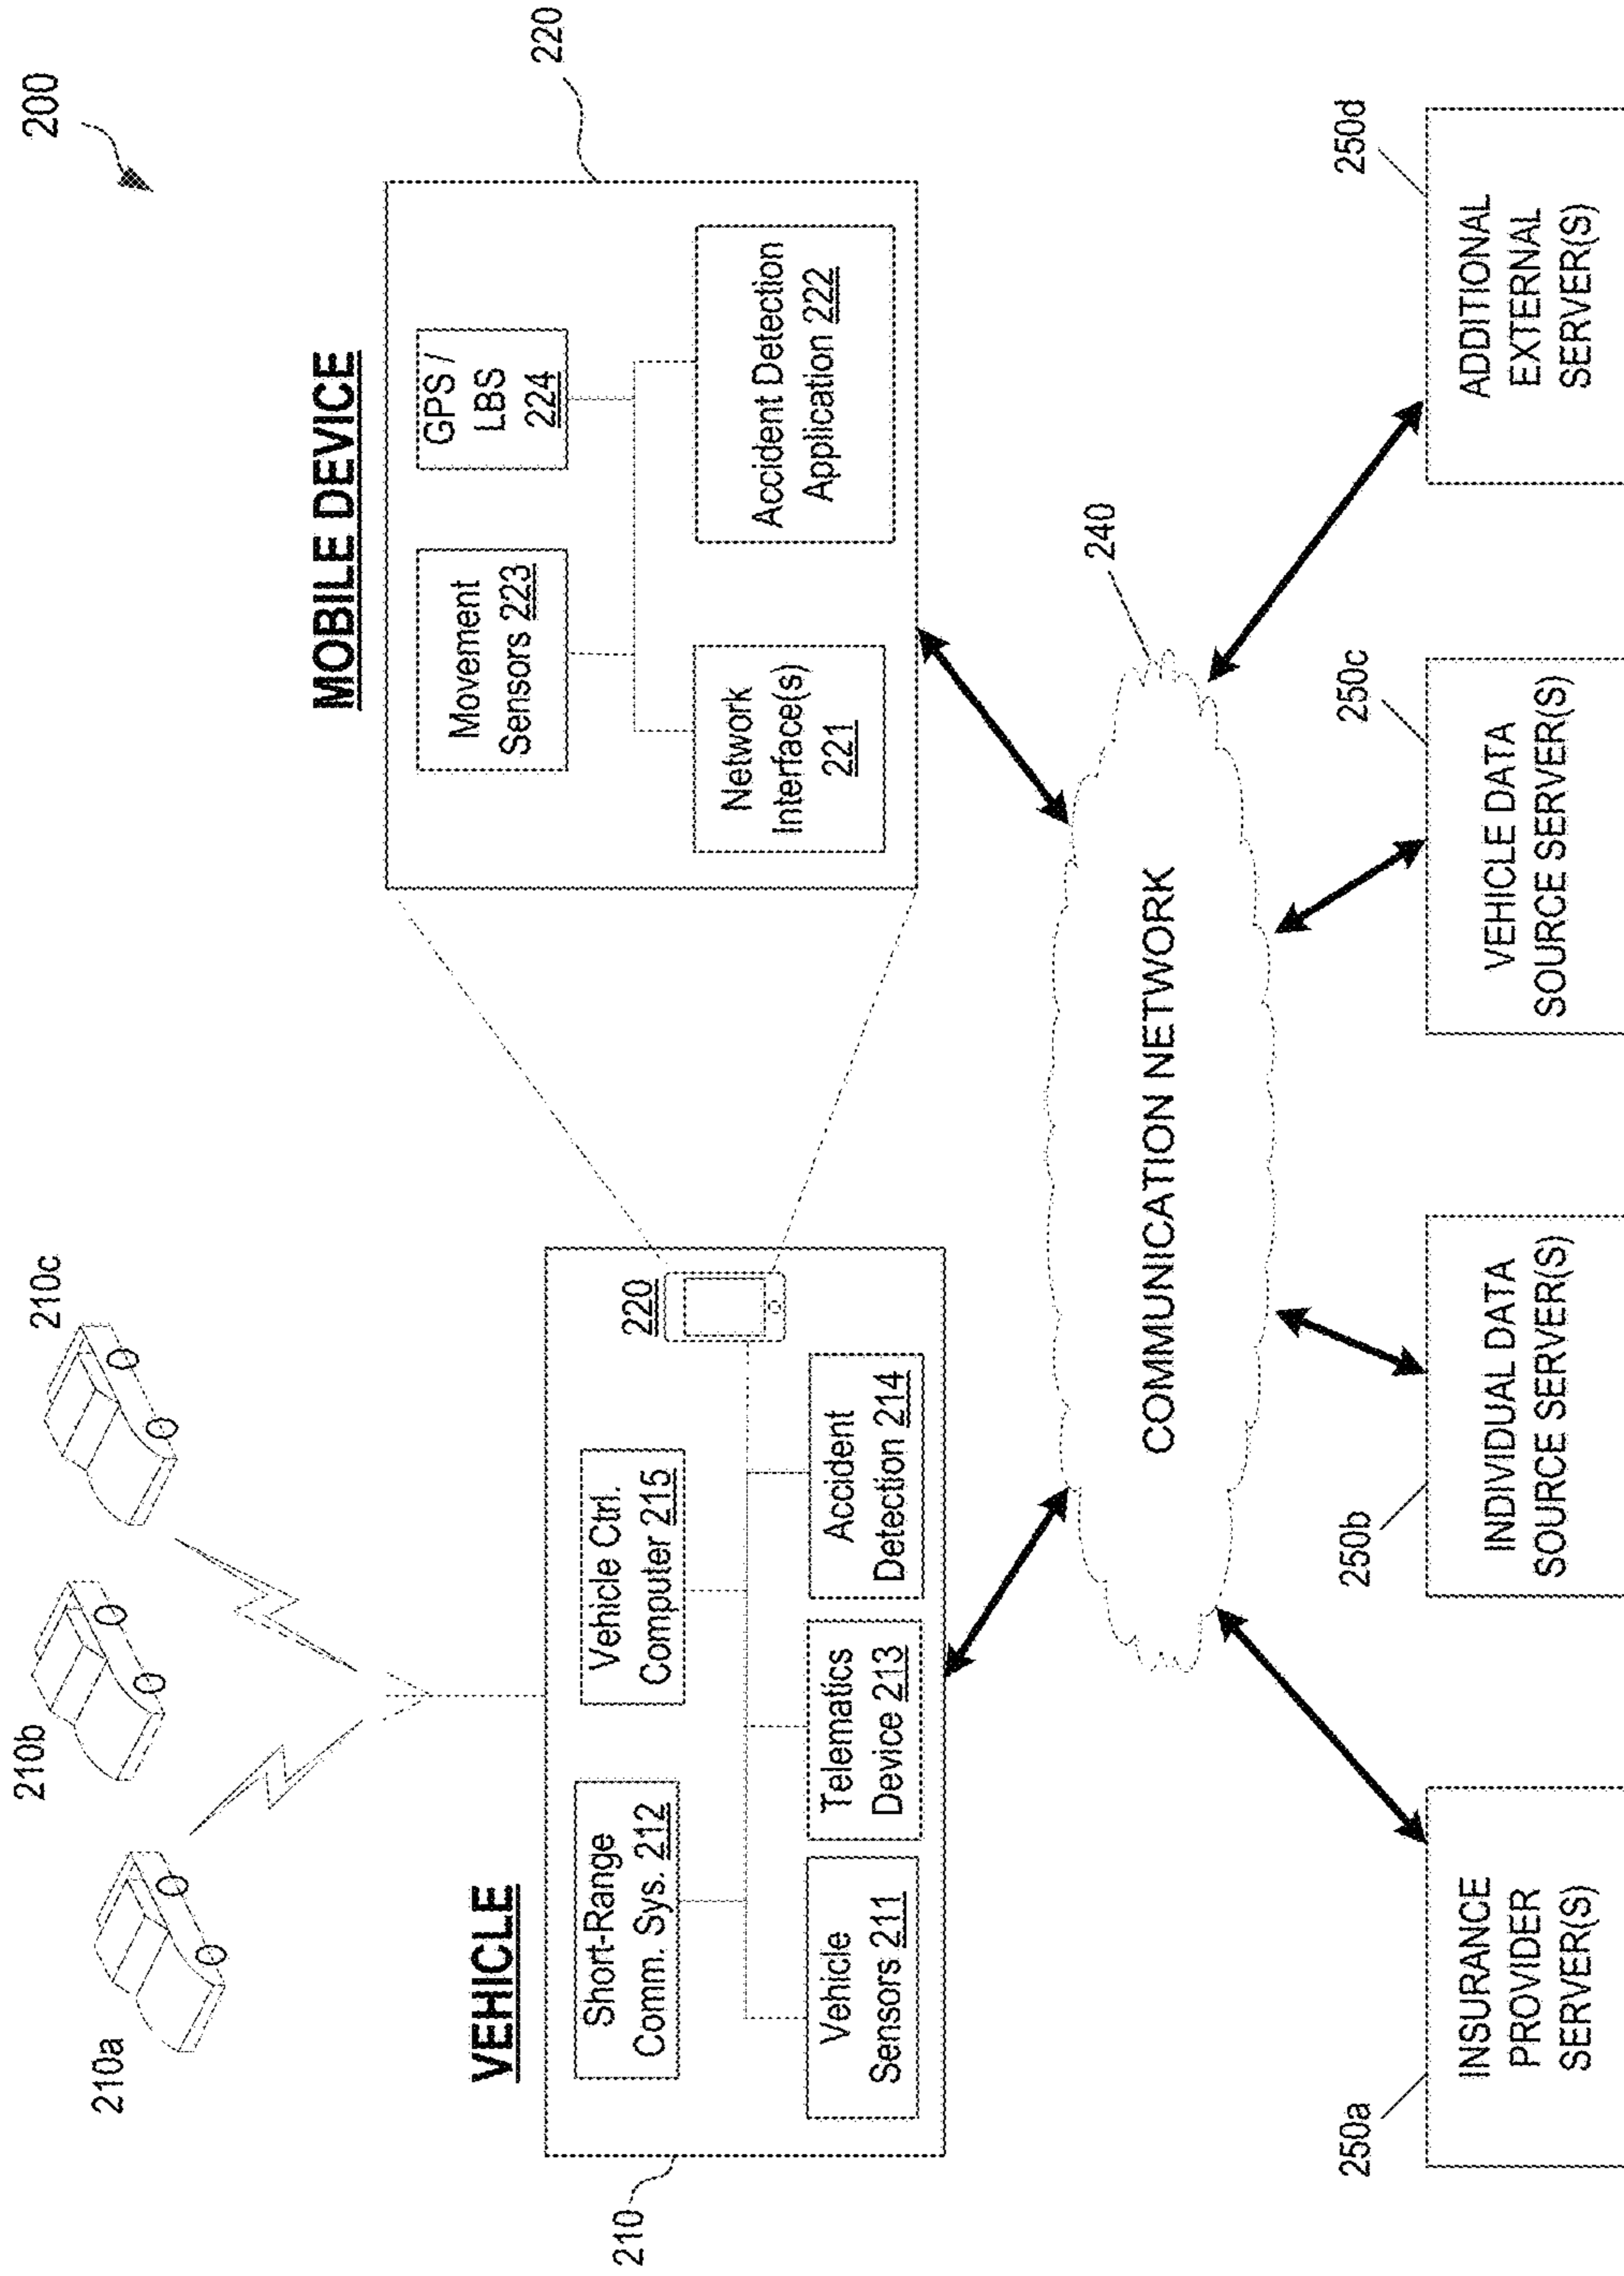 200
210a
210b
210c
VEHICLE
210
Short-Range
Comm. Sys. 212
Vehicle Ctrl.
Computer 215
220
Vehicle
Sensors 211
Telematics
Device 213
Accident
Detection 214
MOBILE DEVICE
220
Movement
Sensors 223
GPS /
LBS
224
Network
Interface(s)
221
Accident Detection
Application 222
COMMUNICATION NETWORK
240
250a
INSURANCE
PROVIDER
SERVER(S)
250b
INDIVIDUAL DATA
SOURCE SERVER(S)
250c
VEHICLE DATA
SOURCE SERVER(S)
250d
ADDITIONAL
EXTERNAL
SERVER(S)